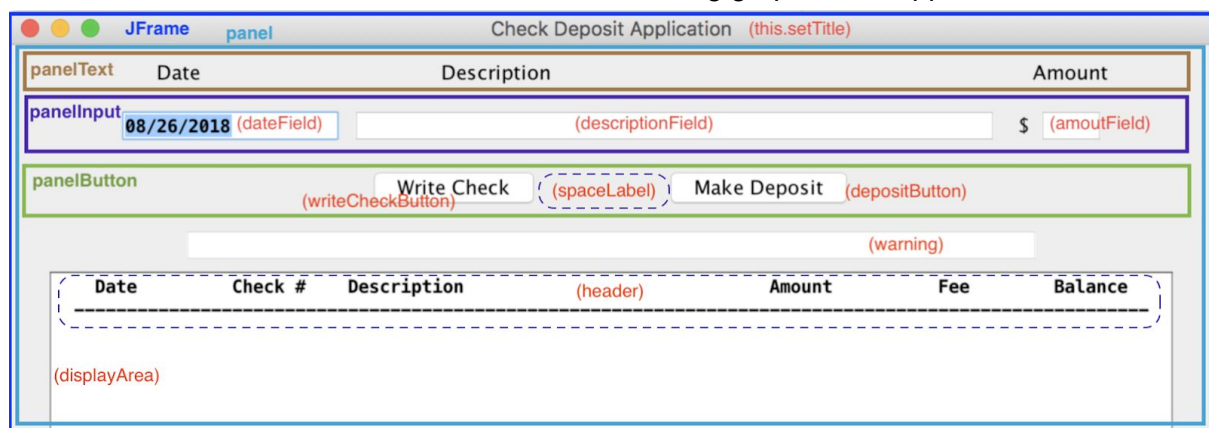 JFrame panel Check Deposit Application (this.setTitle)
panelText Date Description Amount
panelInput
08/26/2018 (dateField) (descriptionField) $ (amoutField)
panelButton Write Check (spaceLabel) Make Deposit (depositButton)
(writeCheckButton)
(warning)
Date Check # Description (header) Amount Fee Balance
(displayArea)